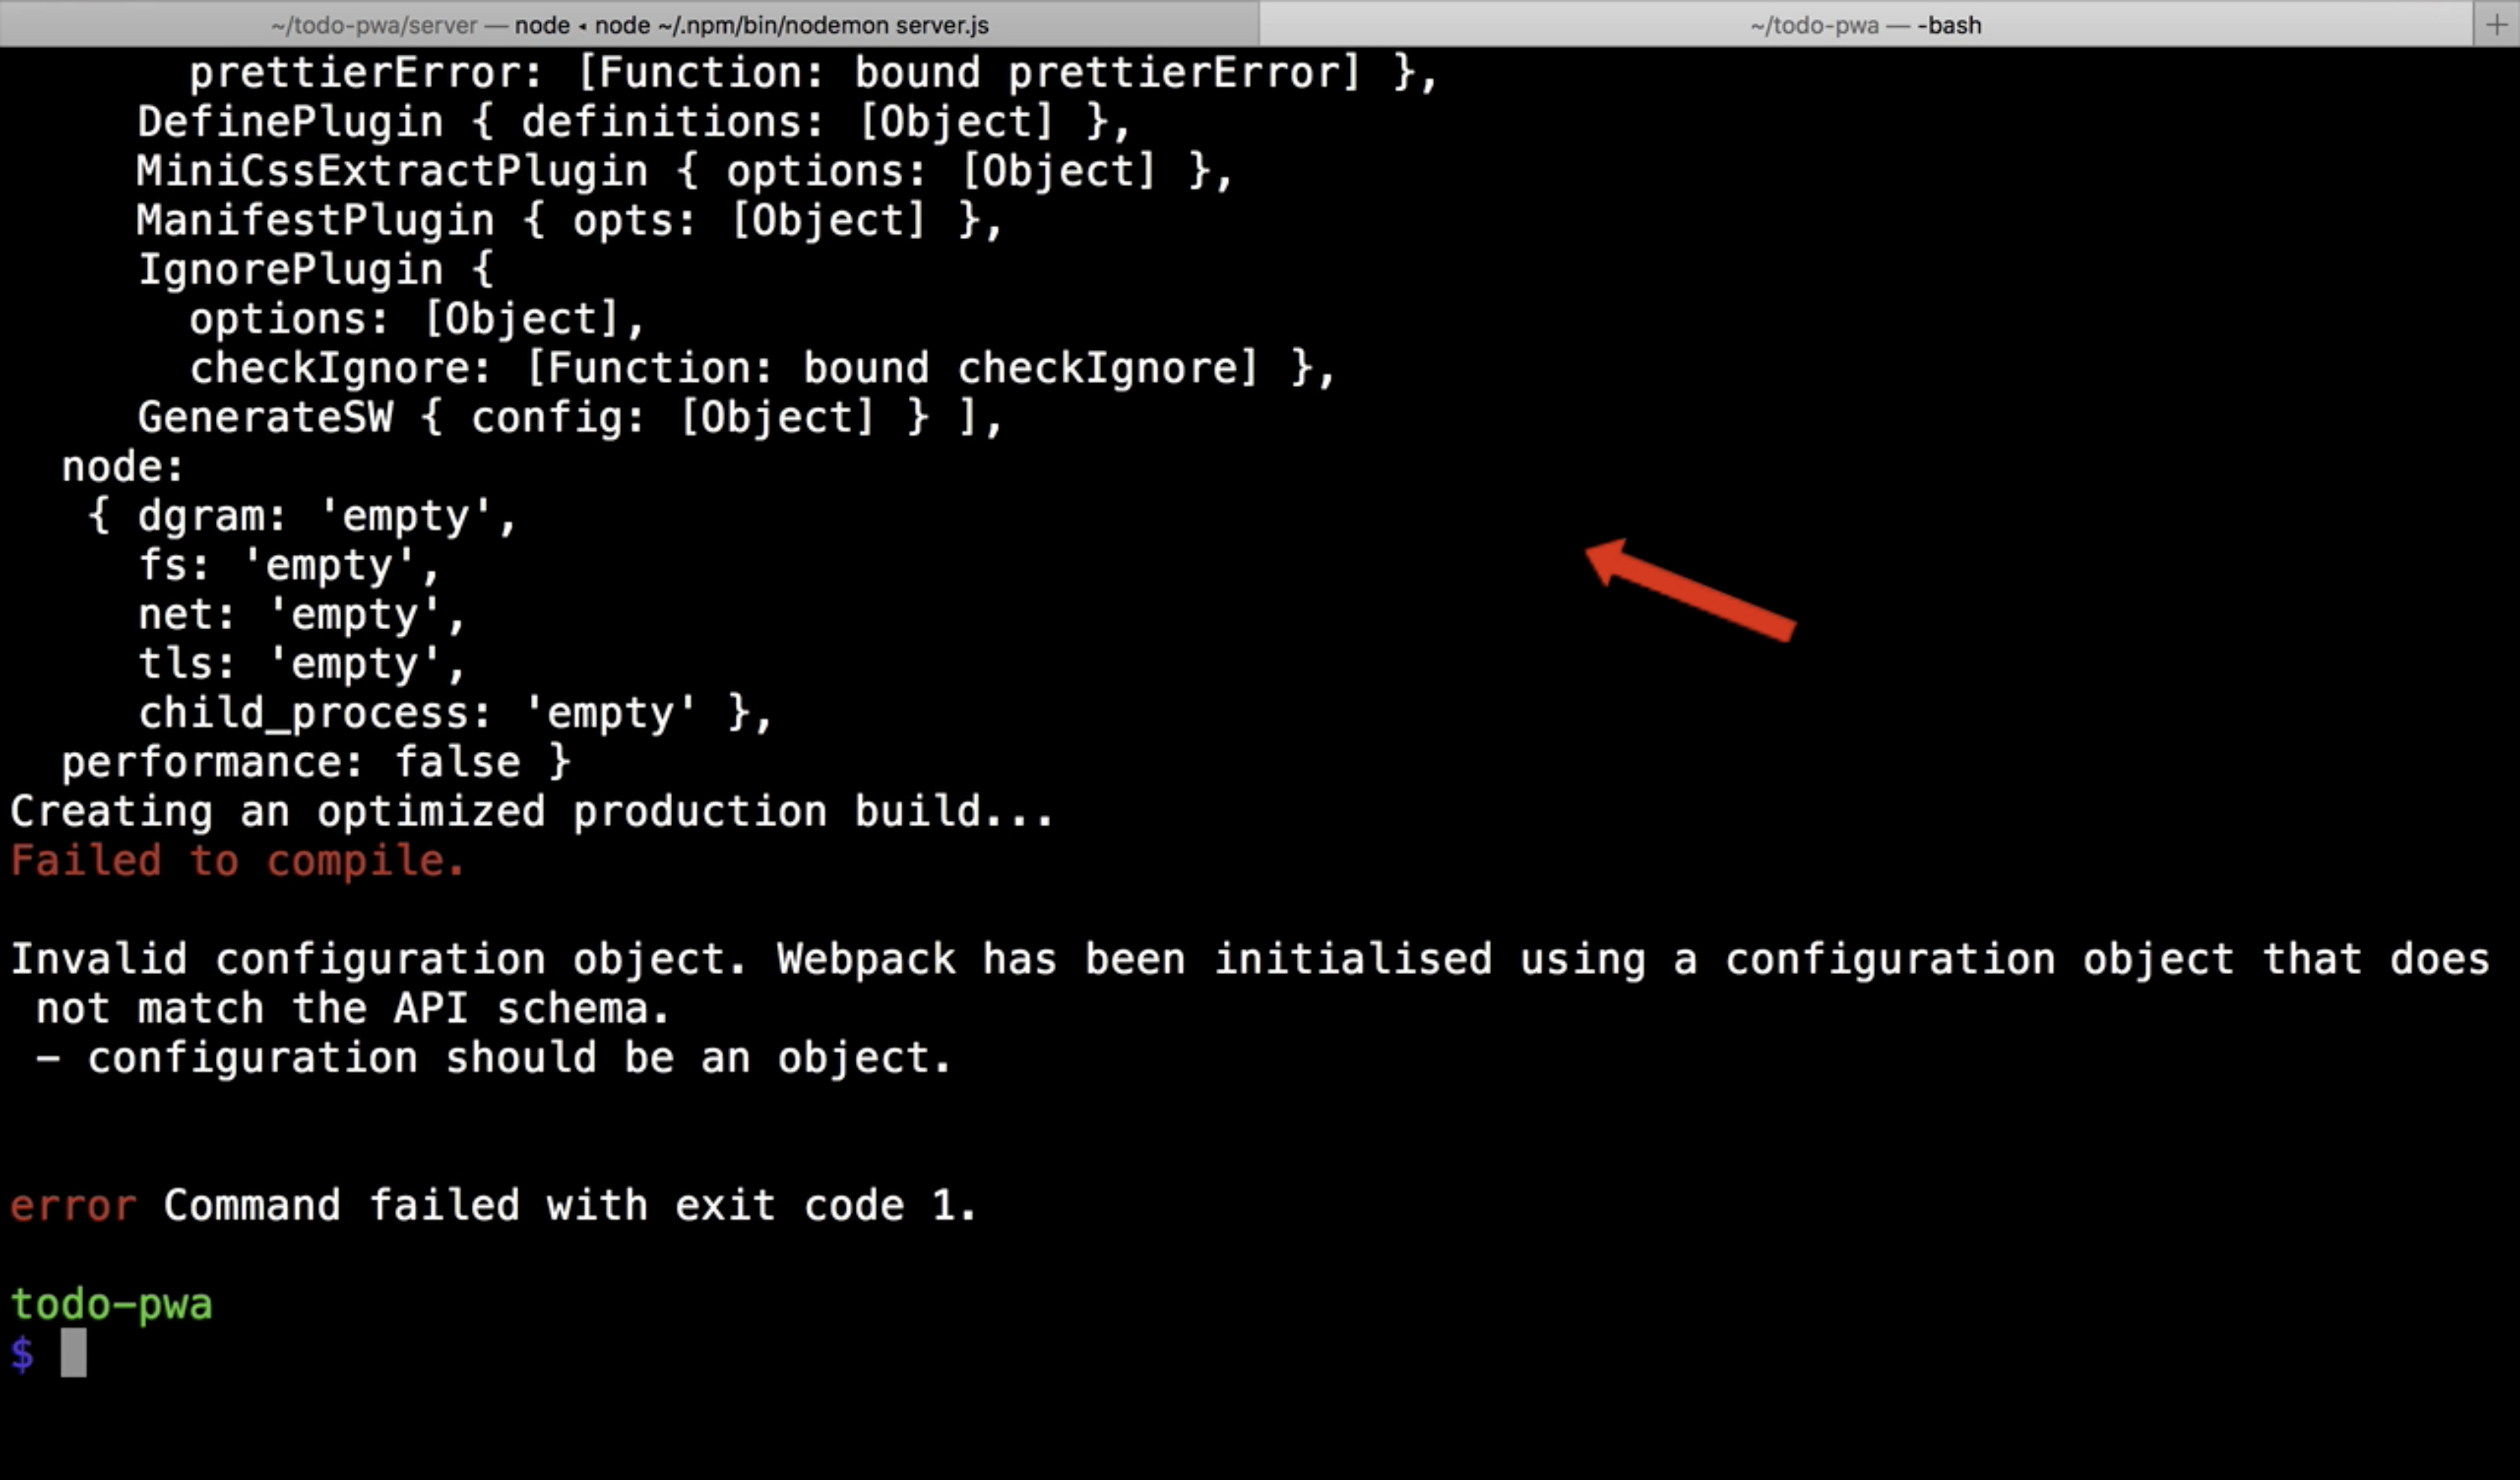 ~/todo-pwa/server — node ◂ node ~/.npm/bin/nodemon server.js
~/todo-pwa — -bash
prettierError: [Function: bound prettierError] },
DefinePlugin { definitions: [Object] },
MiniCssExtractPlugin { options: [Object] },
ManifestPlugin { opts: [Object] },
IgnorePlugin {
options: [Object],
checkIgnore: [Function: bound checkIgnore] },
GenerateSW { config: [Object] } ],
node:
{ dgram: 'empty',
fs: 'empty',
net: 'empty',
tls: 'empty',
child_process: 'empty' },
performance: false }
Creating an optimized production build...
Failed to compile.
Invalid configuration object. Webpack has been initialised using a configuration object that does
not match the API schema.
- configuration should be an object.
error Command failed with exit code 1.
todo-pwa
$